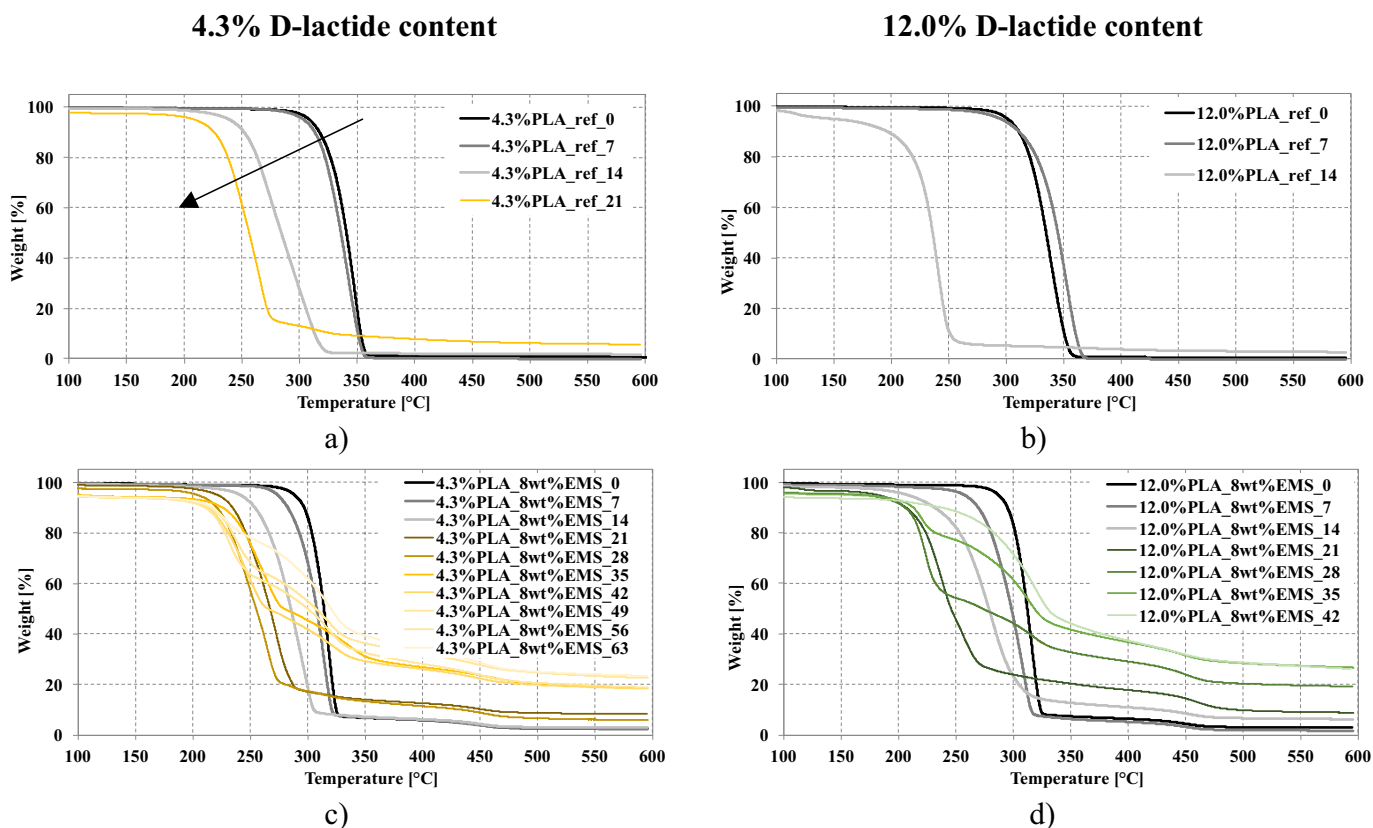 4.3% D-lactide content
12.0% D-lactide content
100
80
60
40
20
0
Weight [%]
4.3%PLA_ref_0
4.3%PLA_ref_7
4.3%PLA_ref_14
4.3%PLA_ref_21
100 150 200 250 300 350 400 450 500 550 600
Temperature [°C]
a)
100
80
60
40
20
0
Weight [%]
12.0%PLA_ref_0
12.0%PLA_ref_7
12.0%PLA_ref_14
100 150 200 250 300 350 400 450 500 550 600
Temperature [°C]
b)
100
80
60
40
20
0
Weight [%]
4.3%PLA_8wt%EMS_0
4.3%PLA_8wt%EMS_7
4.3%PLA_8wt%EMS_14
4.3%PLA_8wt%EMS_21
4.3%PLA_8wt%EMS_28
4.3%PLA_8wt%EMS_35
4.3%PLA_8wt%EMS_42
4.3%PLA_8wt%EMS_49
4.3%PLA_8wt%EMS_56
4.3%PLA_8wt%EMS_63
100 150 200 250 300 350 400 450 500 550 600
Temperature [°C]
c)
100
80
60
40
20
0
Weight [%]
12.0%PLA_8wt%EMS_0
12.0%PLA_8wt%EMS_7
12.0%PLA_8wt%EMS_14
12.0%PLA_8wt%EMS_21
12.0%PLA_8wt%EMS_28
12.0%PLA_8wt%EMS_35
12.0%PLA_8wt%EMS_42
100 150 200 250 300 350 400 450 500 550 600
Temperature [°C]
d)